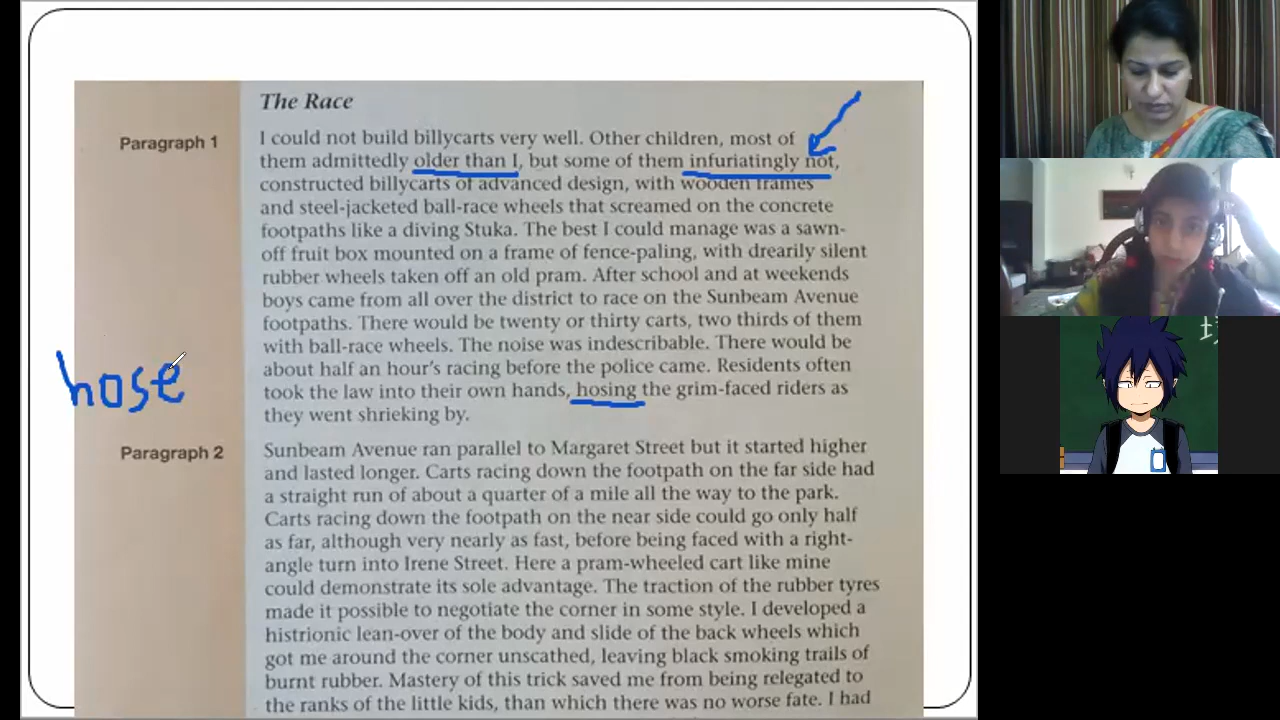 The Race
Paragraph 1
I could not build billycarts very well. Other children, most of
them admittedly older than I, but some of them infuriatingly not,
constructed billycarts of advanced design, with wooden frames
and steel-jacketed ball-race wheels that screamed on the concrete
footpaths like a diving Stuka. The best I could manage was a sawn-
off fruit box mounted on a frame of fence-paling, with drearily silent
rubber wheels taken off an old pram. After school and at weekends
boys came from all over the district to race on the Sunbeam Avenue
footpaths. There would be twenty or thirty carts, two thirds of them
with ball-race wheels. The noise was indescribable. There would be
about half an hour's racing before the police came. Residents often
took the law into their own hands, hosing the grim-faced riders as
they went shrieking by.
hose
Paragraph 2
Sunbeam Avenue ran parallel to Margaret Street but it started higher
and lasted longer. Carts racing down the footpath on the far side had
a straight run of about a quarter of a mile all the way to the park.
Carts racing down the footpath on the near side could go only half
as far, although very nearly as fast, before being faced with a right-
angle turn into Irene Street. Here a pram-wheeled cart like mine
could demonstrate its sole advantage. The traction of the rubber tyres
made it possible to negotiate the corner in some style. I developed a
histrionic lean-over of the body and slide of the back wheels which
got me around the corner unscathed, leaving black smoking trails of
burnt rubber. Mastery of this trick saved me from being relegated to
the ranks of the little kids, than which there was no worse fate. I had